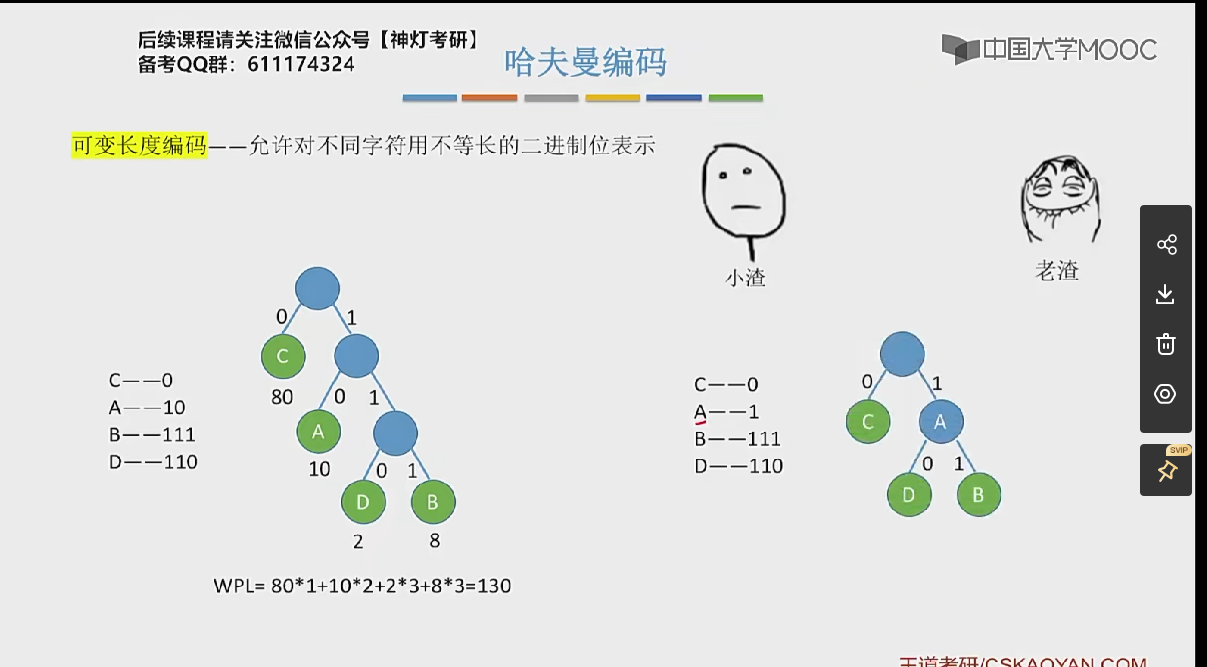 后续课程请关注微信公众号【神灯考研】
备考QQ群：611174324
哈夫曼编码
中国大学MOOC
可变长度编码——允许对不同字符用不等长的二进制位表示
小渣
老渣
SVIP
C——0
A——10
B——111
D——110
0 1
C
80 0 1
A
10 0 1
D B
2 8
WPL= 80*1+10*2+2*3+8*3=130
C——0
A——1
B——111
D——110
0 1
C A
0 1
D B
王道考研/CSKAOYAN.COM